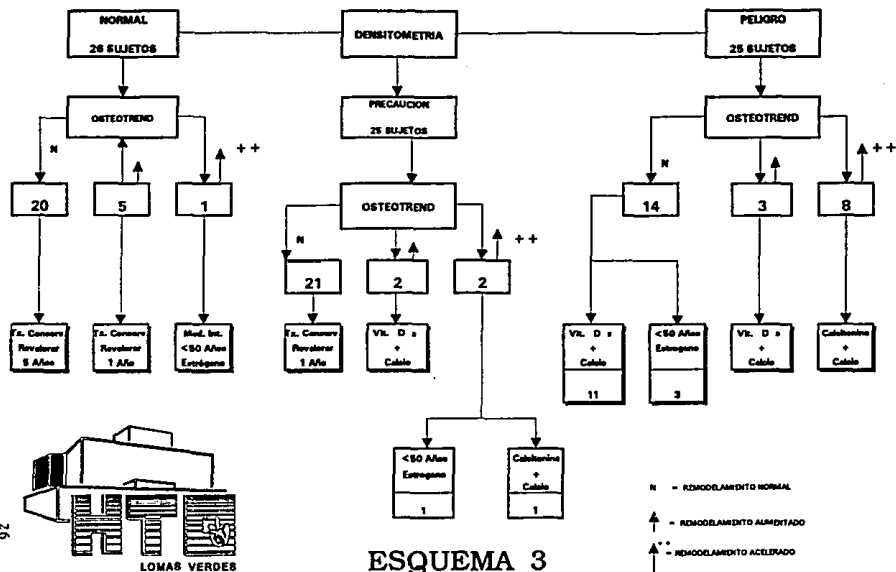 NORMAL
26 SUJETOS
DENSITOMETRIA
PELIGRO
25 SUJETOS
OSTEOTREND
PRECAUCION
25 SUJETOS
OSTEOTREND
N
++
20
5
1
OSTEOTREND
N
++
14
3
8
N
++
21
2
2
Tx. Conserv.
Revalorar
5 Años
Tx. Conserv.
Revalorar
1 Año
Med. Int.
<50 Años
Estrógeno
Tx. Conserv.
Revalorar
1 Año
Vit. D
+
Calcio
Vit. D
+
Calcio
11
<50 Años
Estrogeno
3
Vit. D
+
Calcio
Calcitonina
+
Calcio
<50 Años
Estrogeno
1
Calcitonina
+
Calcio
1
N = REMODELAMIENTO NORMAL
= REMODELAMIENTO AUMENTADO
++ = REMODELAMIENTO ACELERADO
HTO
LOMAS VERDES
ESQUEMA 3
26